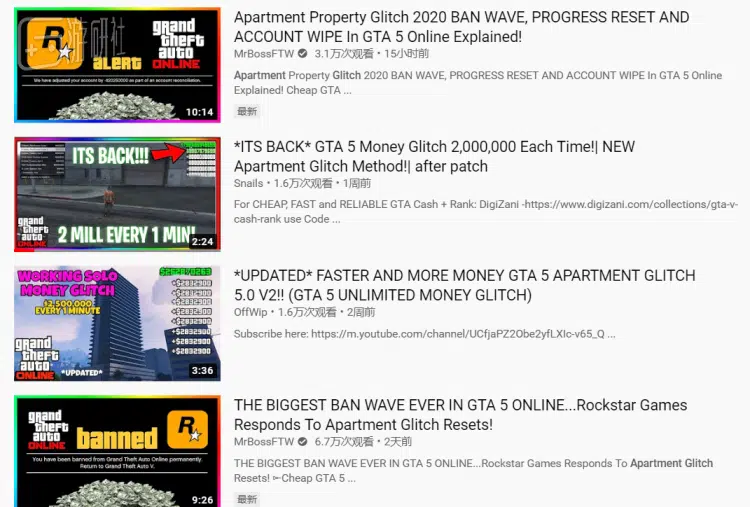 游研社
R
grand
theft
auto
ONLINE
alert
We have adjusted your account by as part of an account reconciliation.
10:14
Apartment Property Glitch 2020 BAN WAVE, PROGRESS RESET AND
ACCOUNT WIPE In GTA 5 Online Explained!
MrBossFTW
3.1万次观看 • 15小时前
Apartment Property Glitch 2020 BAN WAVE, PROGRESS RESET AND ACCOUNT WIPE In GTA 5 Online
Explained! Cheap GTA ...
最新
ITS BACK!!!
grand
theft
auto
ONLINE
2 MILL EVERY 1 MIN!
2:24
*ITS BACK* GTA 5 Money Glitch 2,000,000 Each Time!| NEW
Apartment Glitch Method!| after patch
Snails • 1.6万次观看 • 1周前
For CHEAP, FAST and RELIABLE GTA Cash + Rank: DigiZani -https://www.digizani.com/collections/gta-v-
cash-rank use Code ...
WORKING SOLO
MONEY GLITCH
$2,500,000
EVERY 1 MINUTE
+$2832900
+$2832900
+$2832900
+$2832900
+$2832900
grand
theft
auto
ONLINE
*UPDATED*
3:36
*UPDATED* FASTER AND MORE MONEY GTA 5 APARTMENT GLITCH
5.0 V2!! (GTA 5 UNLIMITED MONEY GLITCH)
OffWip • 1.6万次观看 • 2周前
Subscribe here: https://m.youtube.com/channel/UCfjaPZ2Obe2yfLXIc-v65_Q ...
grand
theft
auto
ONLINE
banned
R
You have been banned from Grand Theft Auto Online permanently.
Return to Grand Theft Auto V.
9:26
THE BIGGEST BAN WAVE EVER IN GTA 5 ONLINE...Rockstar Games
Responds To Apartment Glitch Resets!
MrBossFTW
6.7万次观看 • 2天前
THE BIGGEST BAN WAVE EVER IN GTA 5 ONLINE...Rockstar Games Responds To Apartment Glitch
Resets! ➳Cheap GTA 5 ...
最新